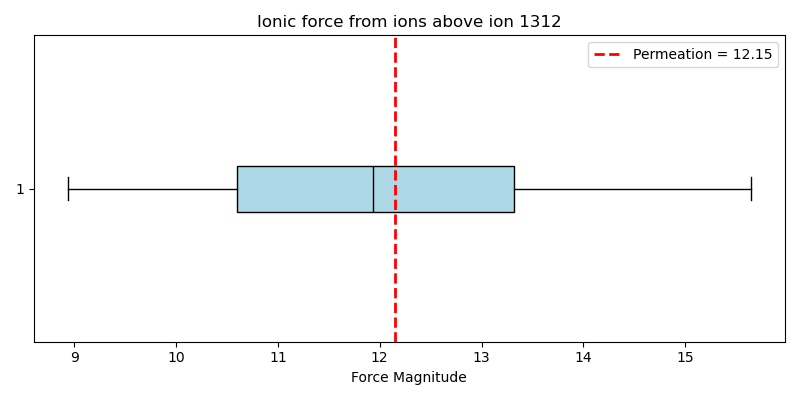 Ionic force from ions above ion 1312
Permeation = 12.15
1
9 10 11 12 13 14 15
Force Magnitude